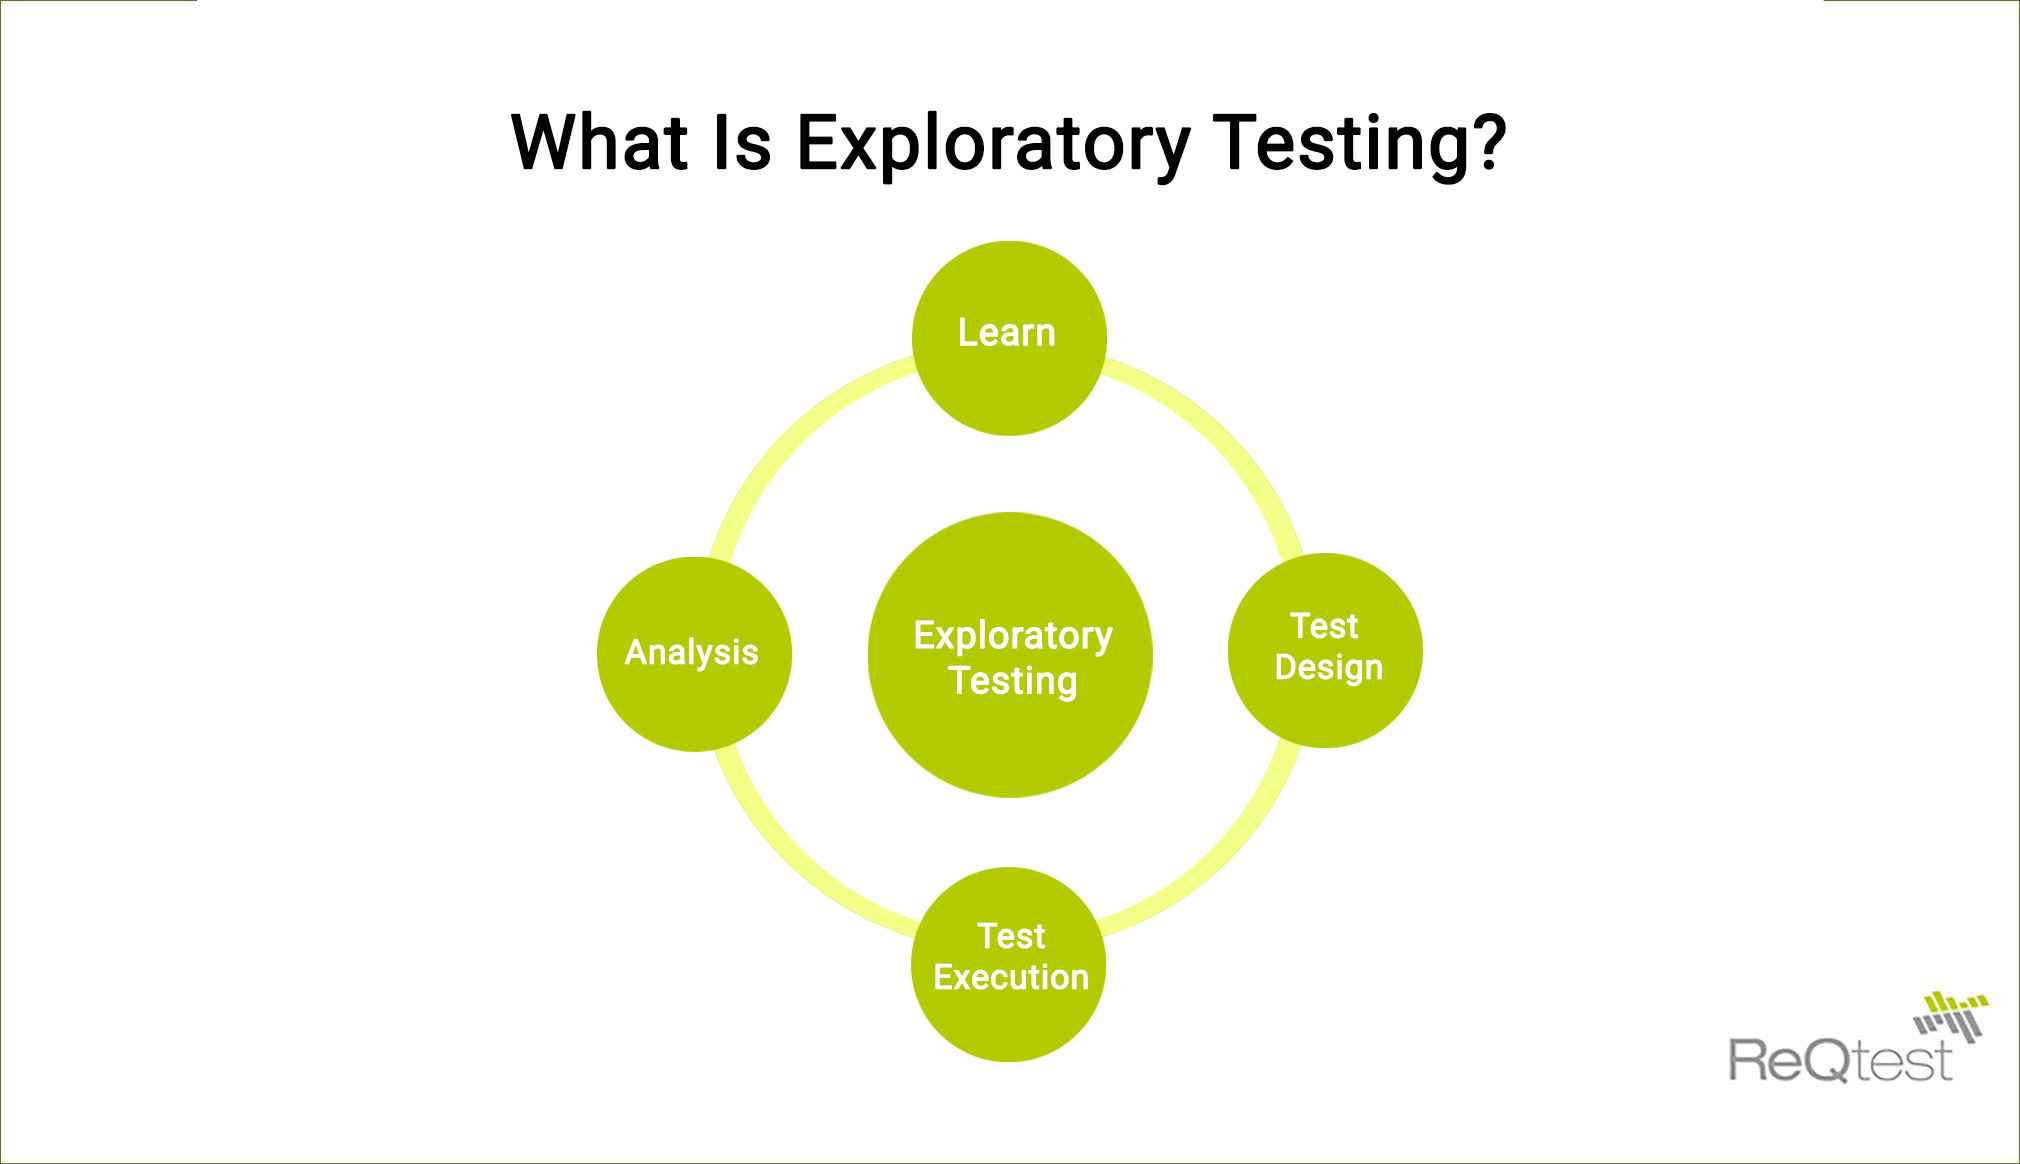 What Is Exploratory Testing?
Learn
Analysis
Exploratory
Testing
Test
Design
Test
Execution
ReQtest